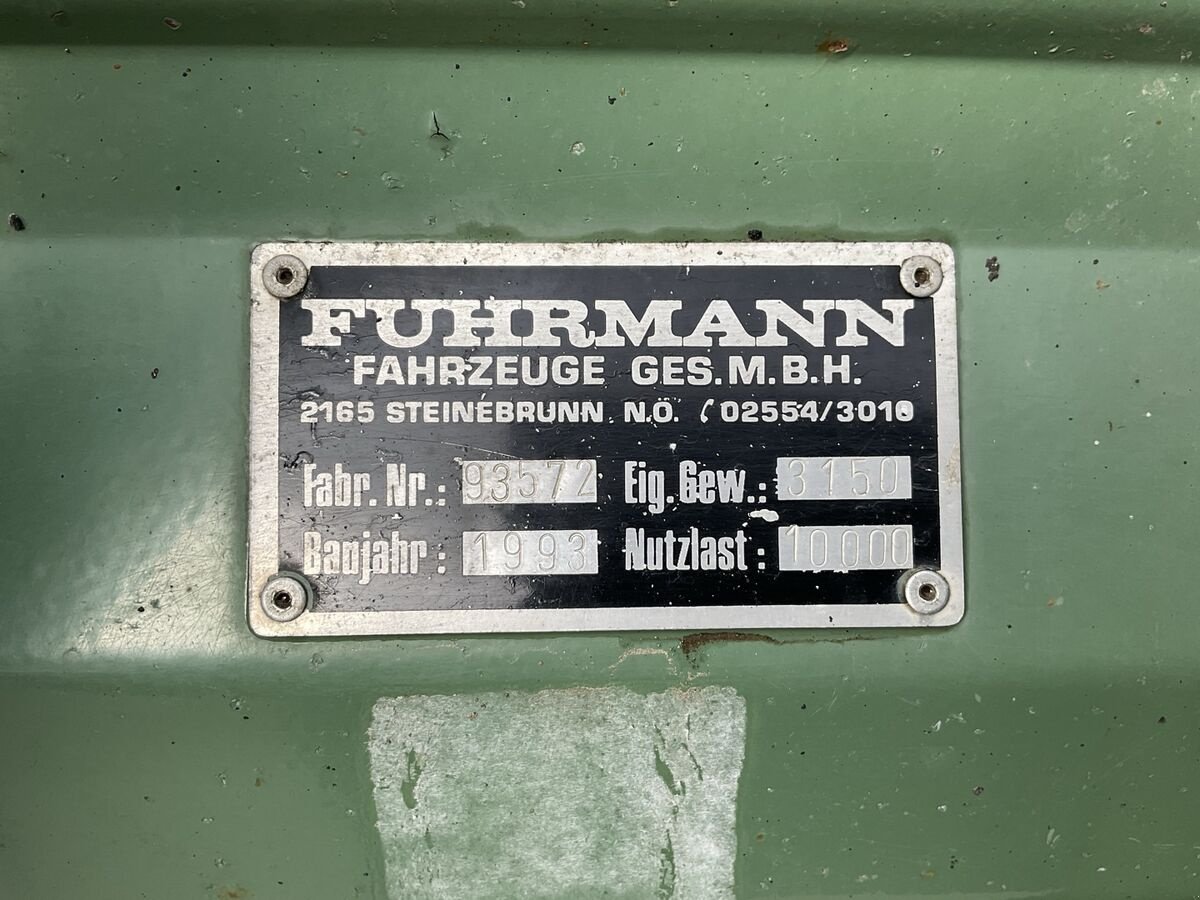 FUHRMANN
FAHRZEUGE GES.M.B.H.
2165 STEINEBRUNN N.Ö. 02554/3010
Fabr. Nr.: 93572 Eig. Gew.: 3150
Baujahr: 1993 Nutzlast: 10000